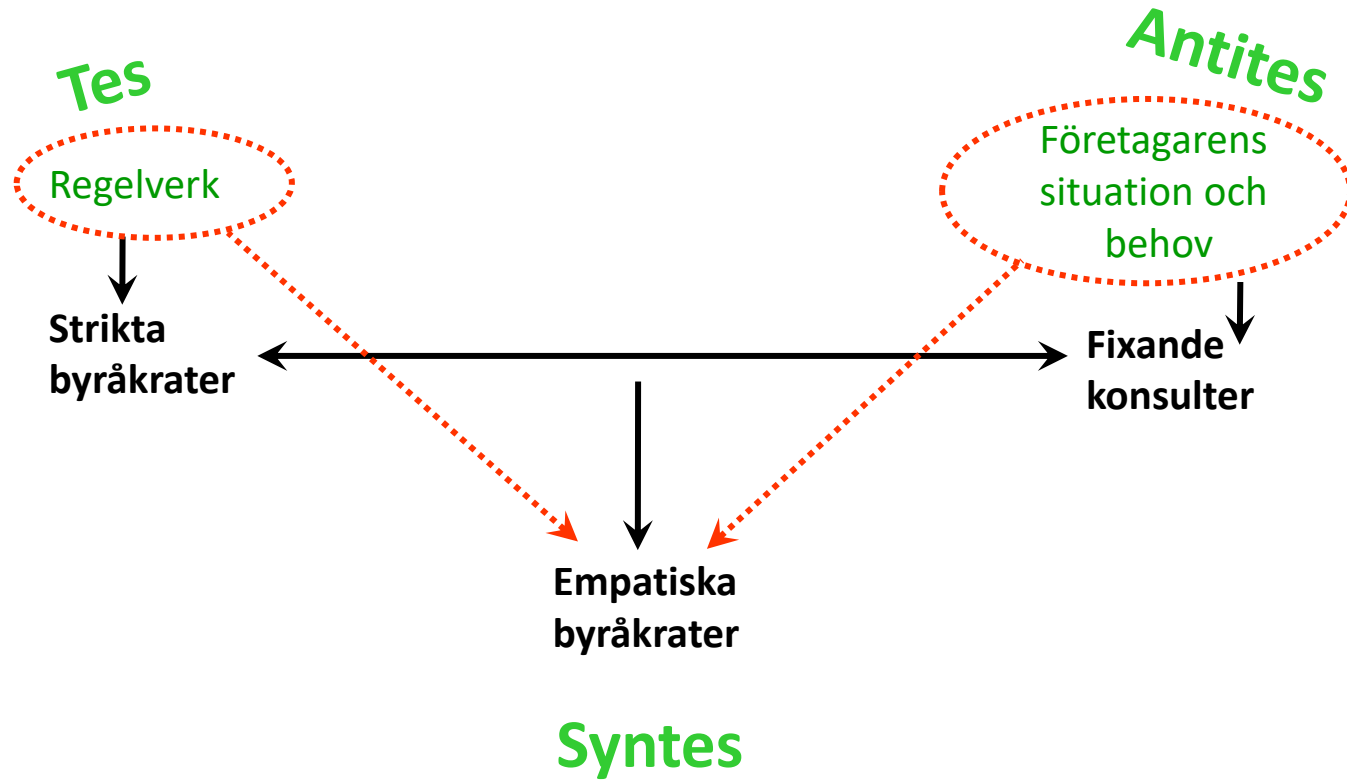 Tes
Antites
Regelverk
Företagarens
situation och
behov
Strikta
byråkrater
Fixande
konsulter
Empatiska
byråkrater
Syntes